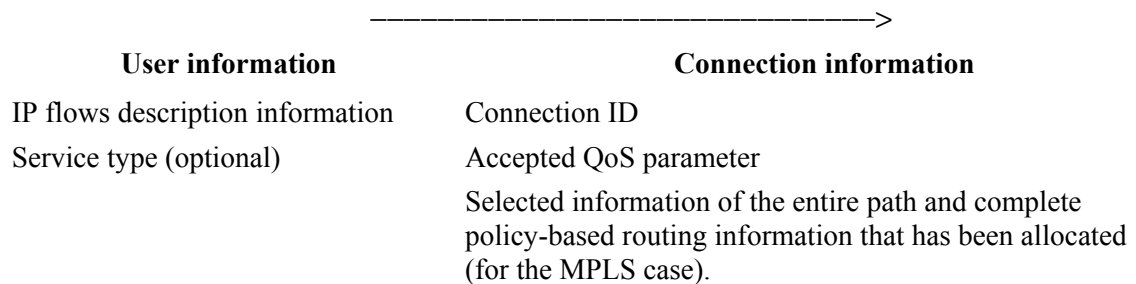 User information Connection information
IP flows description information Connection ID
Service type (optional) Accepted QoS parameter
Selected information of the entire path and complete
policy-based routing information that has been allocated
(for the MPLS case).